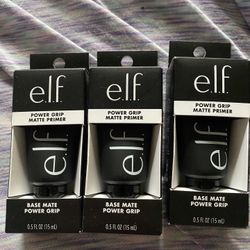 e.l.f.
POWER GRIP
MATTE PRIMER
e.l.f
BASE MATE
POWER GRIP
0.5 FL OZ (15 mL)
e.l.f.
POWER GRIP
MATTE PRIMER
e.l.f
BASE MATE
POWER GRIP
0.5 FL OZ (15 mL)
e.l.f.
POWER GRIP
MATTE PRIMER
e.l.f
BASE MATE
POWER GRIP
0.5 FL OZ (15 mL)